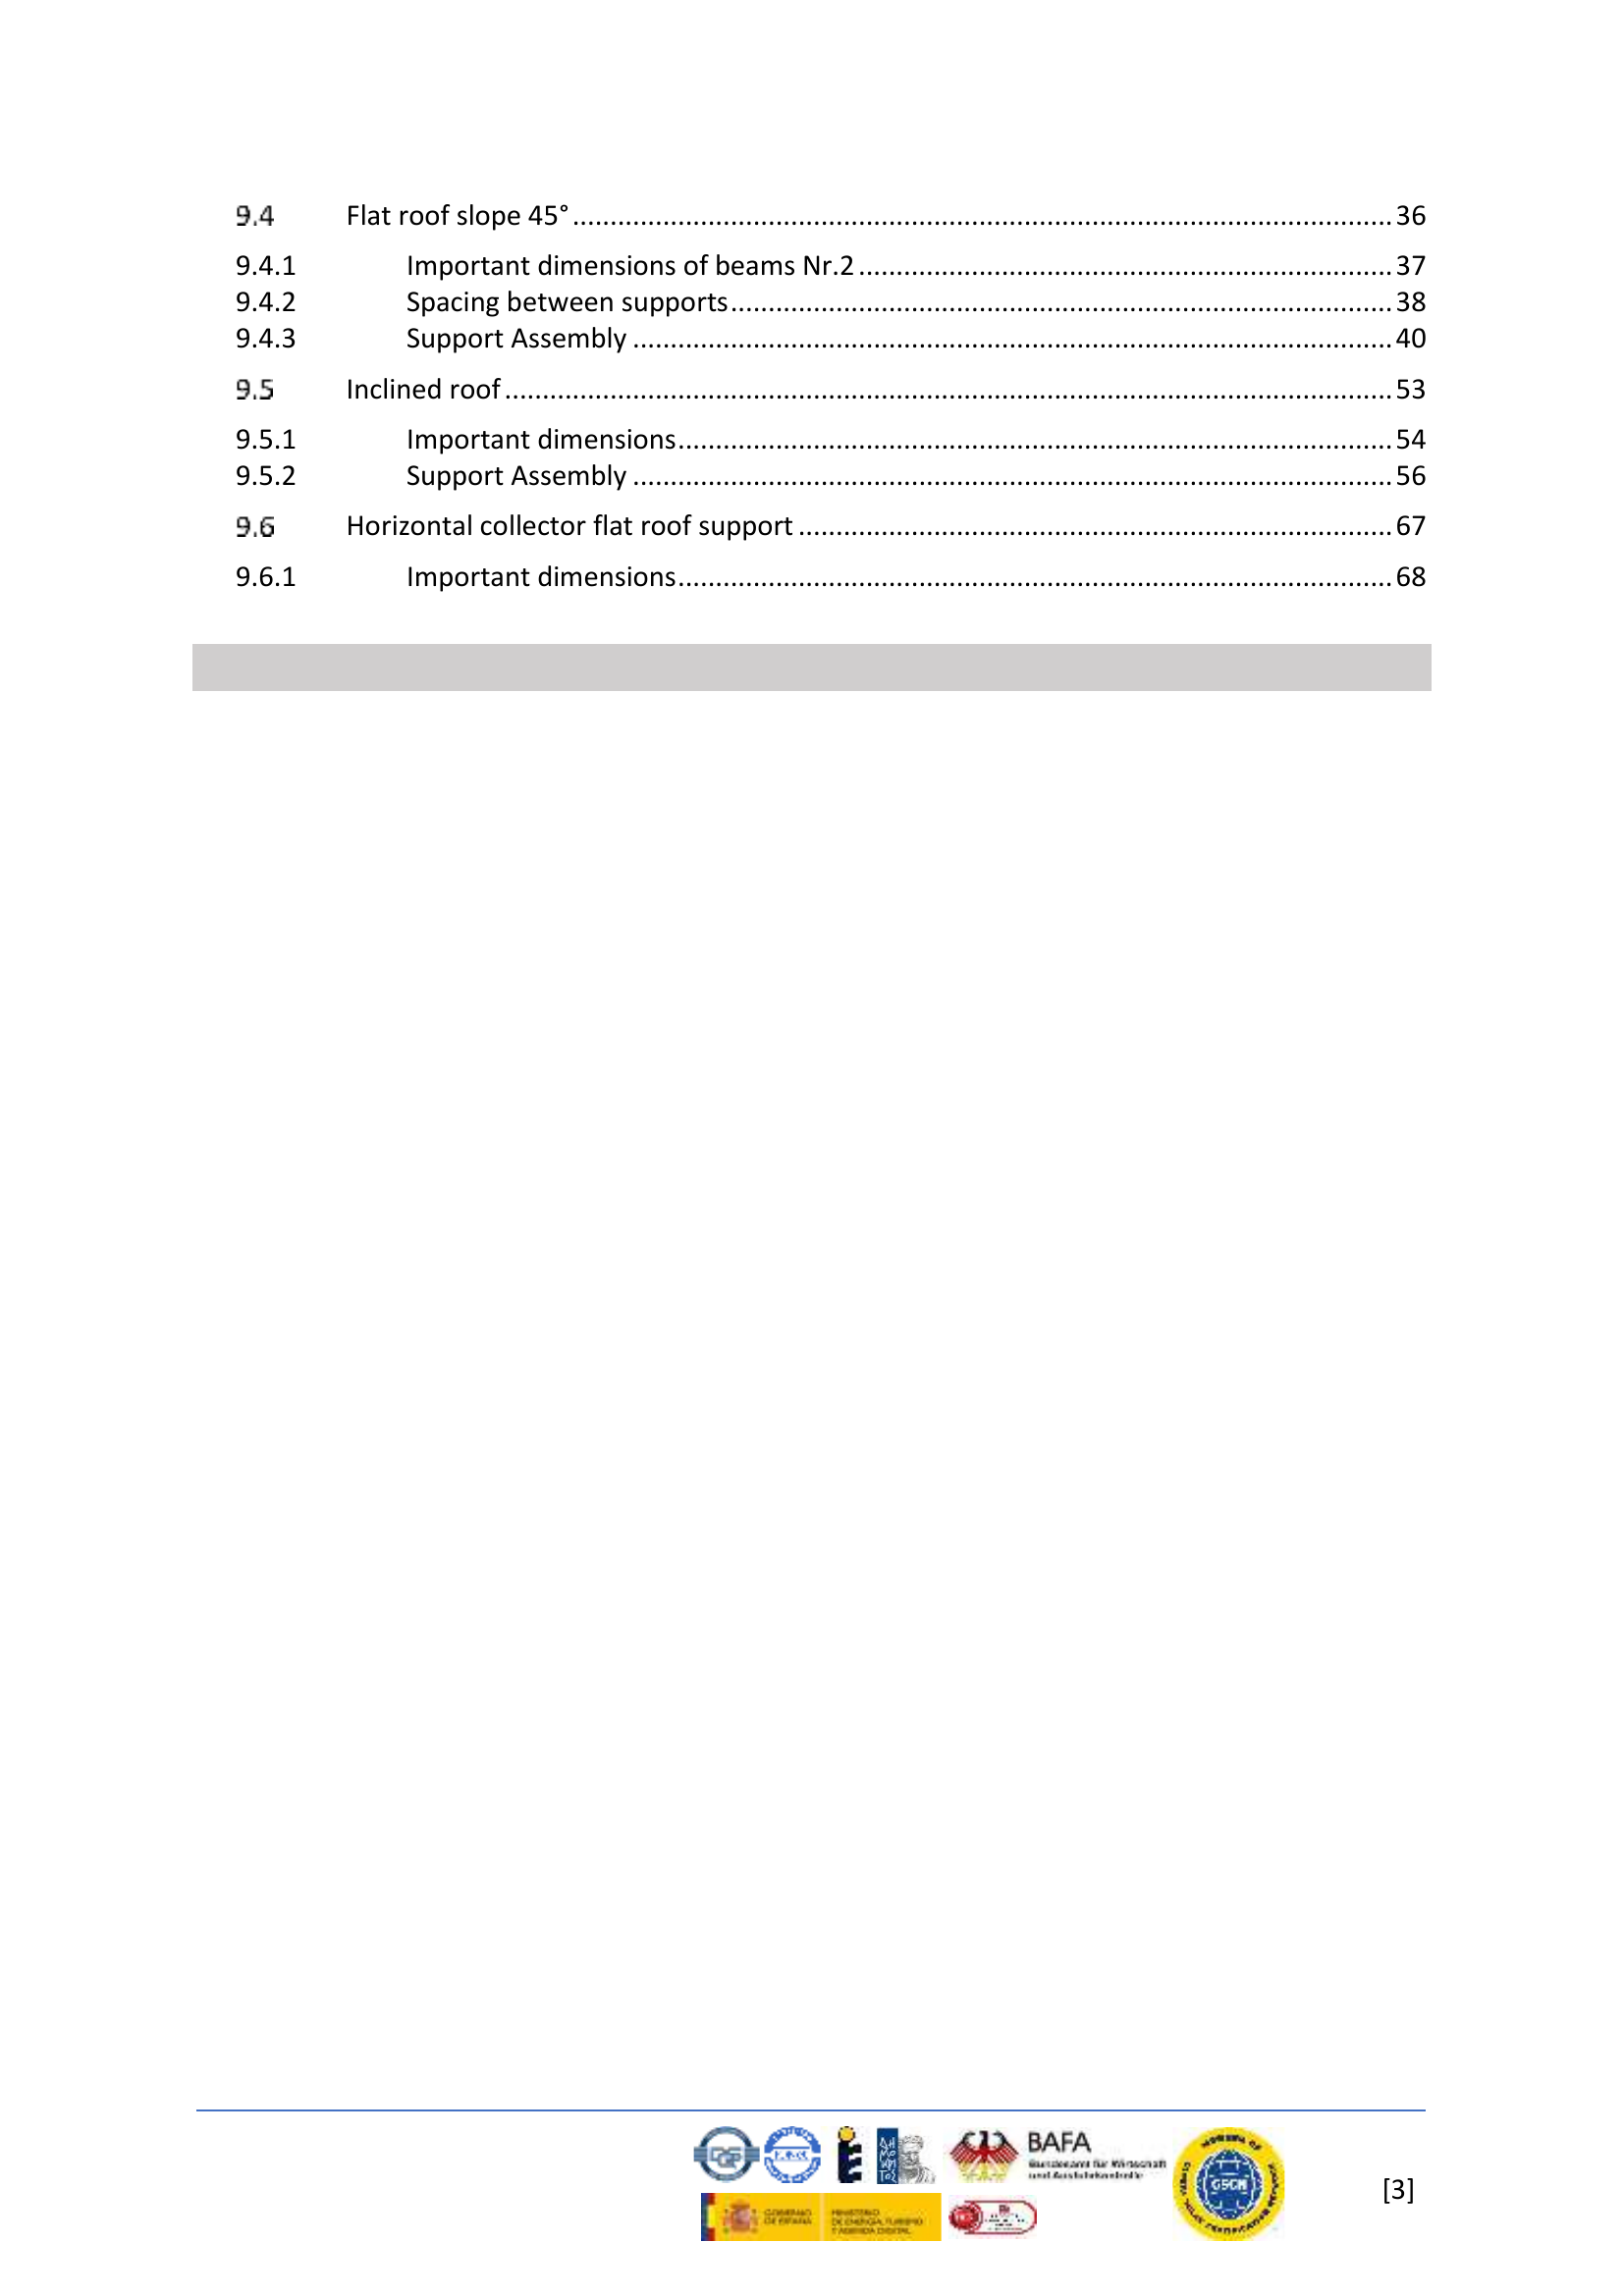 9.4 Flat roof slope 45° 36
9.4.1 Important dimensions of beams Nr.2 37
9.4.2 Spacing between supports 38
9.4.3 Support Assembly 40
9.5 Inclined roof 53
9.5.1 Important dimensions 54
9.5.2 Support Assembly 56
9.6 Horizontal collector flat roof support 67
9.6.1 Important dimensions 68
BAFA
Bundesamt für Wirtschaft
und Ausfuhrkontrolle
GOBIERNO
DE ESPAÑA
MINISTERIO
DE ENERGÍA, TURISMO
Y AGENDA DIGITAL
GSCN
[3]